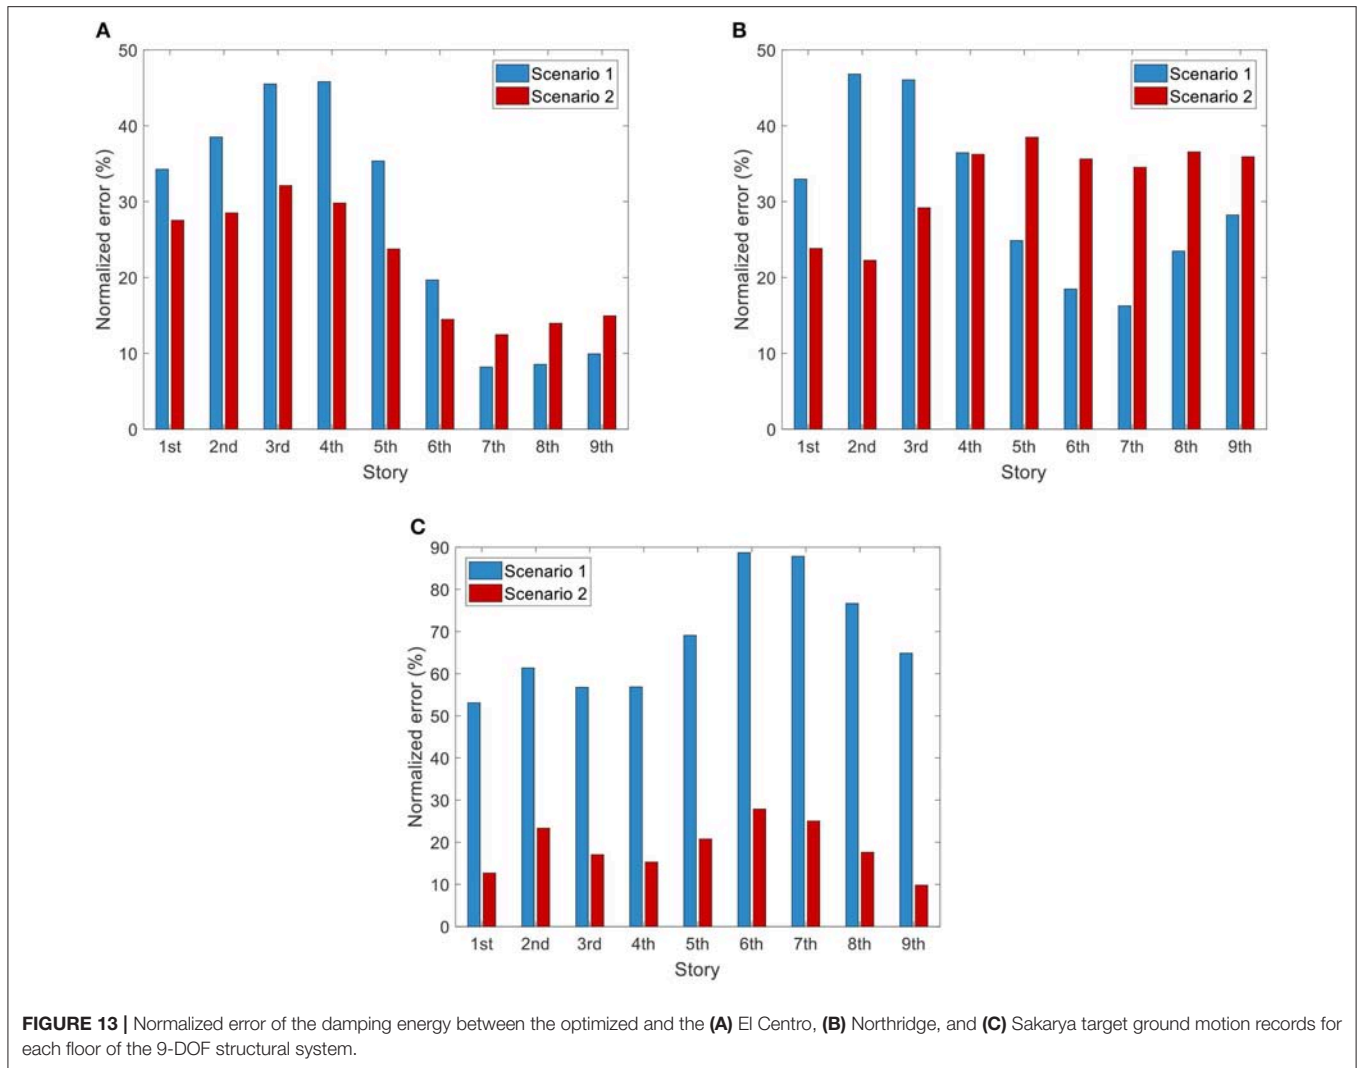 A
50
40
30
20
10
0
Normalized error (%)
Scenario 1
Scenario 2
1st 2nd 3rd 4th 5th 6th 7th 8th 9th
Story
B
50
40
30
20
10
0
Normalized error (%)
Scenario 1
Scenario 2
1st 2nd 3rd 4th 5th 6th 7th 8th 9th
Story
C
90
80
70
60
50
40
30
20
10
0
Normalized error (%)
Scenario 1
Scenario 2
1st 2nd 3rd 4th 5th 6th 7th 8th 9th
Story
FIGURE 13 | Normalized error of the damping energy between the optimized and the (A) El Centro, (B) Northridge, and (C) Sakarya target ground motion records for
each floor of the 9-DOF structural system.